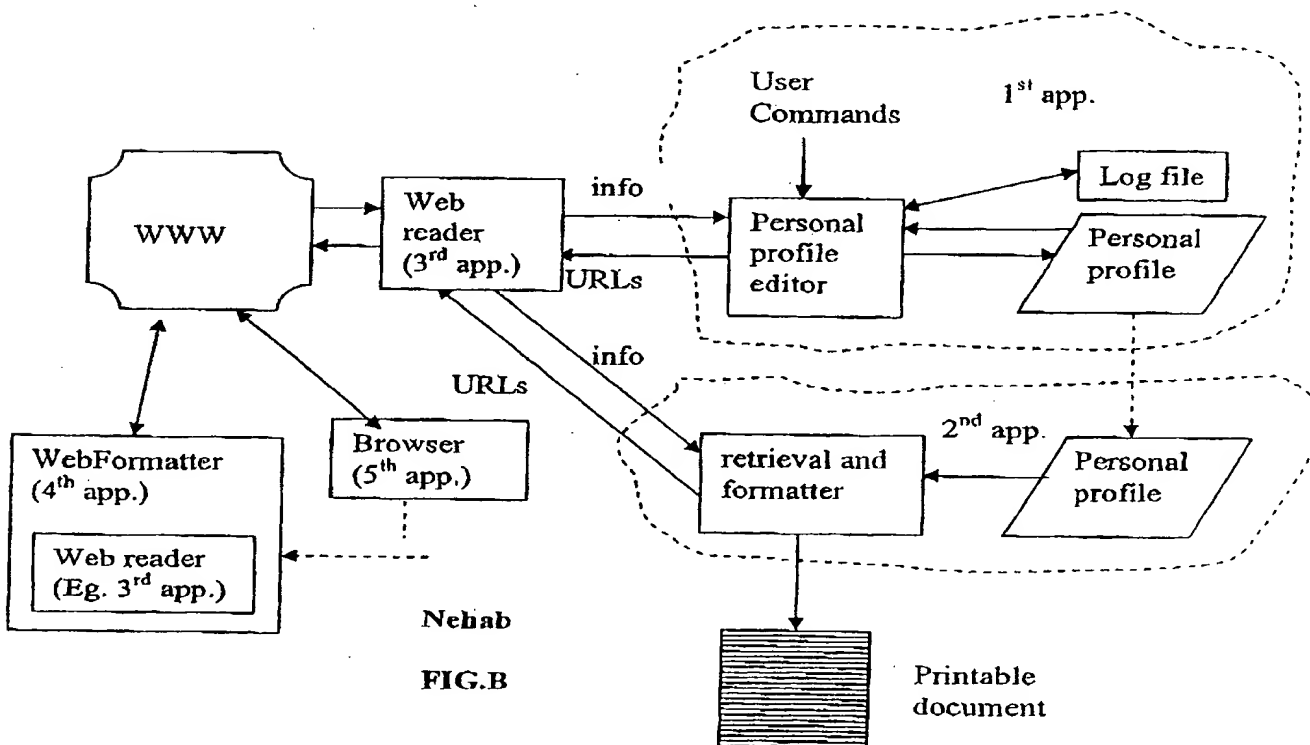 User
Commands
1st app.
Log file
WWW
Web
reader
(3rd app.)
info
URLs
Personal
profile
editor
Personal
profile
info
URLs
2nd app.
WebFormatter
(4th app.)
Web reader
(Eg. 3rd app.)
Browser
(5th app.)
retrieval and
formatter
Personal
profile
Nehab
FIG.B
Printable
document